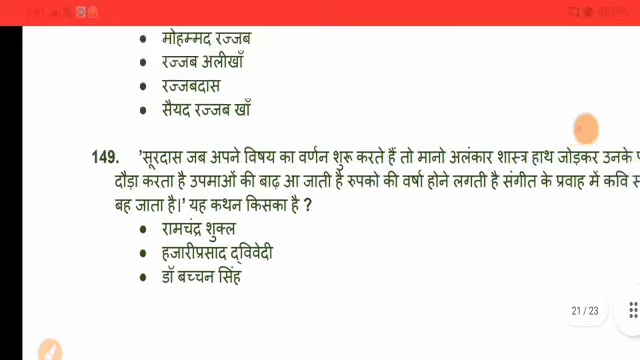 मोहम्मद रज्जब
• रज्जब अलीखाँ
• रज्जबदास
• सैयद रज्जब खाँ
149. 'सूरदास जब अपने विषय का वर्णन शुरू करते हैं तो मानो अलंकार शास्त्र हाथ जोड़कर उनके
दौड़ा करता है उपमाओं की बाढ़ आ जाती है रुपको की वर्षा होने लगती है संगीत के प्रवाह में कवि
बह जाता है।' यह कथन किसका है ?
• रामचंद्र शुक्ल
• हजारीप्रसाद द्विवेदी
• डॉ बच्चन सिंह
21 / 23